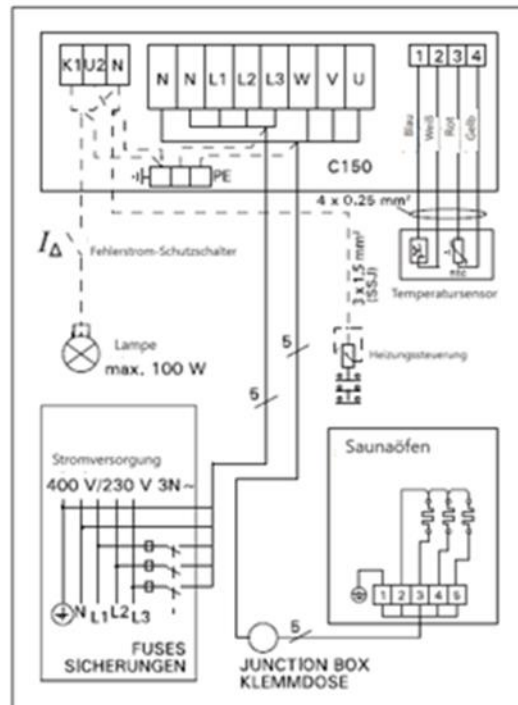 K1 U2 N
N N L1 L2 L3 W V U
1 2 3 4
Blau
Weiß
Rot
Gelb
C150
PE
4 x 0.25 mm²
I∆
Fehlerstrom-Schutzschalter
3 x 1,5 mm²
(SSJ)
ntc
Temperatursensor
Lampe
max. 100 W
Heizungssteuerung
5
5
Stromversorgung
400 V/230 V 3N~
N L1 L2 L3
FUSES
SICHERUNGEN
Saunaöfen
1 2 3 4 5
5
JUNCTION BOX
KLEMMDOSE